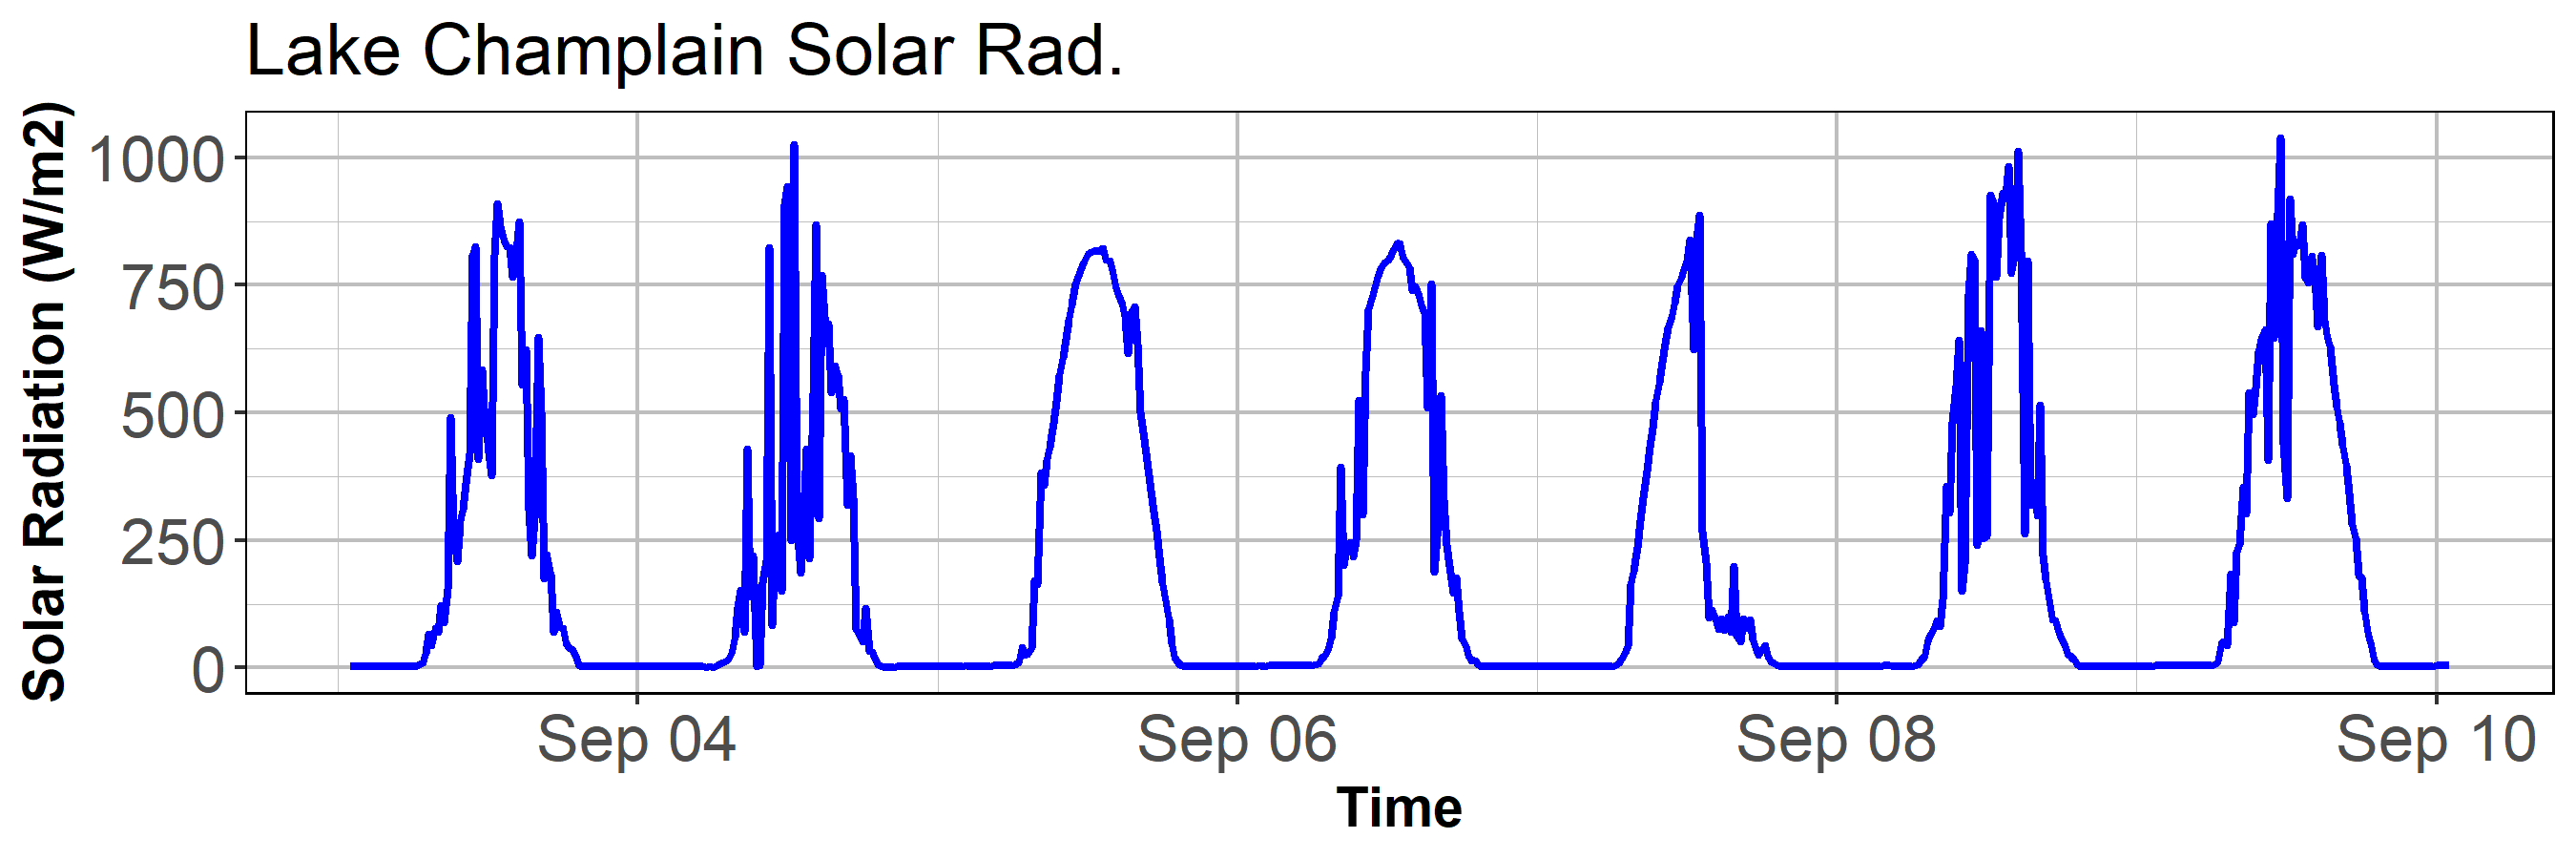 Lake Champlain Solar Rad.
Solar Radiation (W/m2)
1000
750
500
250
0
Sep 04 Sep 06 Sep 08 Sep 10
Time